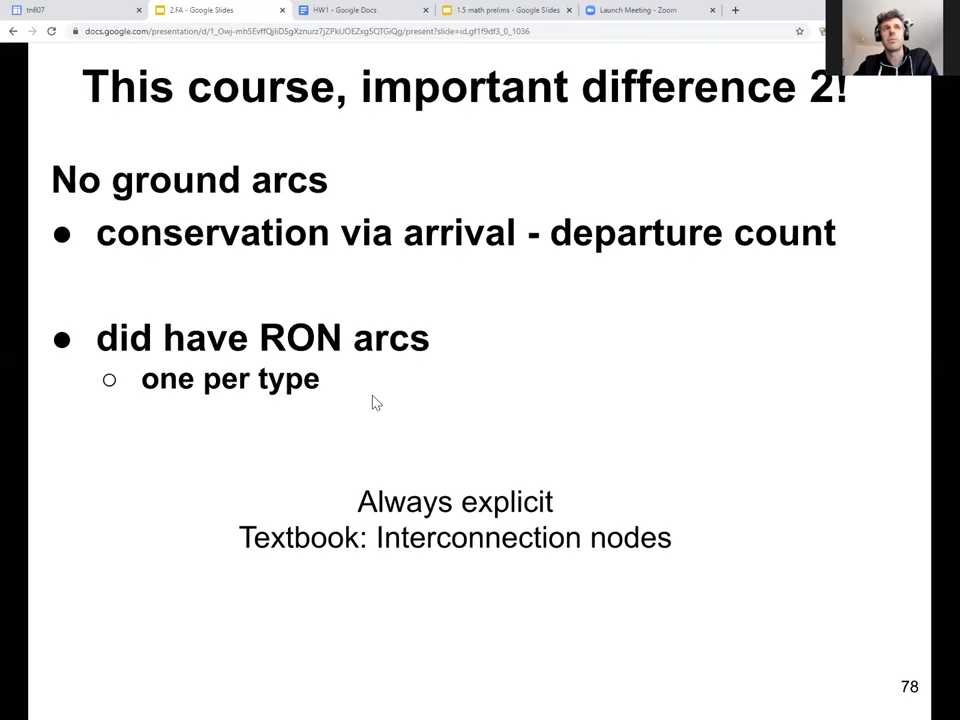 tnfl07
2.FA - Google Slides
HW1 - Google Docs
1.5 math prelims - Google Slides
Launch Meeting - Zoom
docs.google.com/presentation/d/1_Owj-mh5EvffQjliD5gXznurz7jZPkUOEZxg5QTGiQg/present?slide=id.gf1f9df3_0_1036
This course, important difference 2!
No ground arcs
● conservation via arrival - departure count
● did have RON arcs
○ one per type
Always explicit
Textbook: Interconnection nodes
78